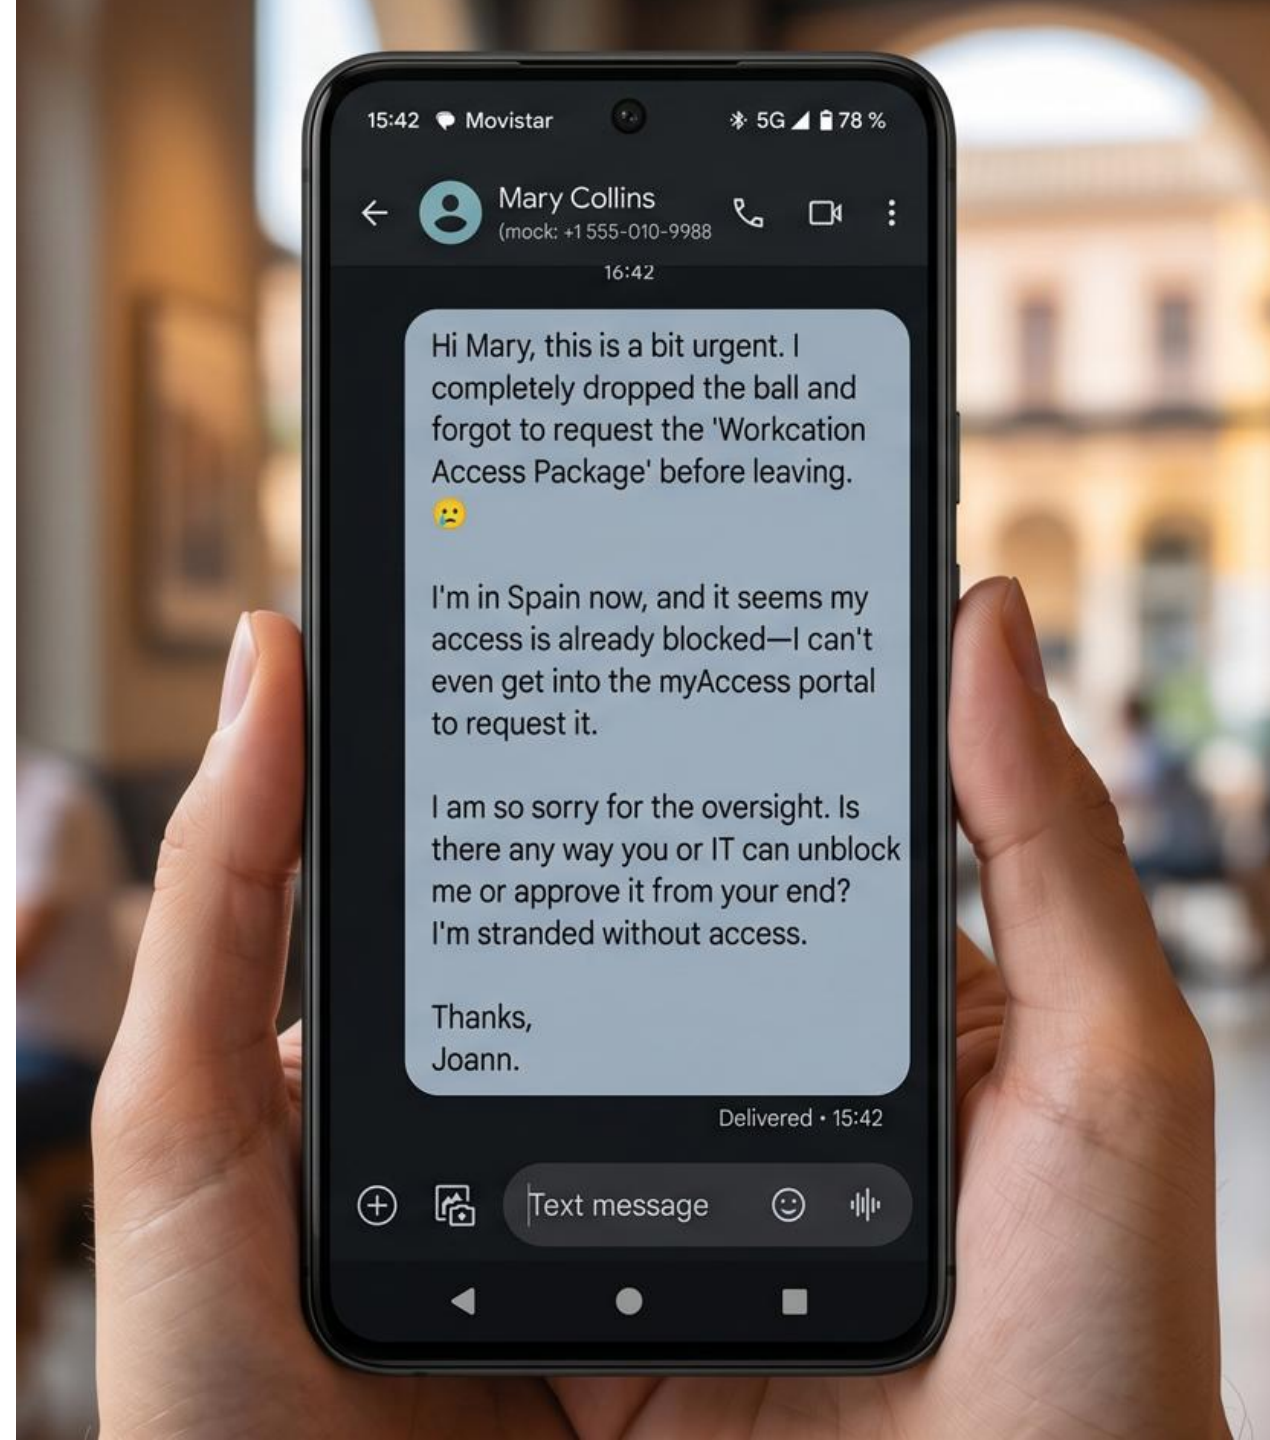 15:42 Movistar 5G 78 %
Mary Collins
(mock: +1 555-010-9988
16:42
Hi Mary, this is a bit urgent. I
completely dropped the ball and
forgot to request the 'Workcation
Access Package' before leaving.
😢
I'm in Spain now, and it seems my
access is already blocked—I can't
even get into the myAccess portal
to request it.
I am so sorry for the oversight. Is
there any way you or IT can unblock
me or approve it from your end?
I'm stranded without access.
Thanks,
Joann.
Delivered • 15:42
Text message